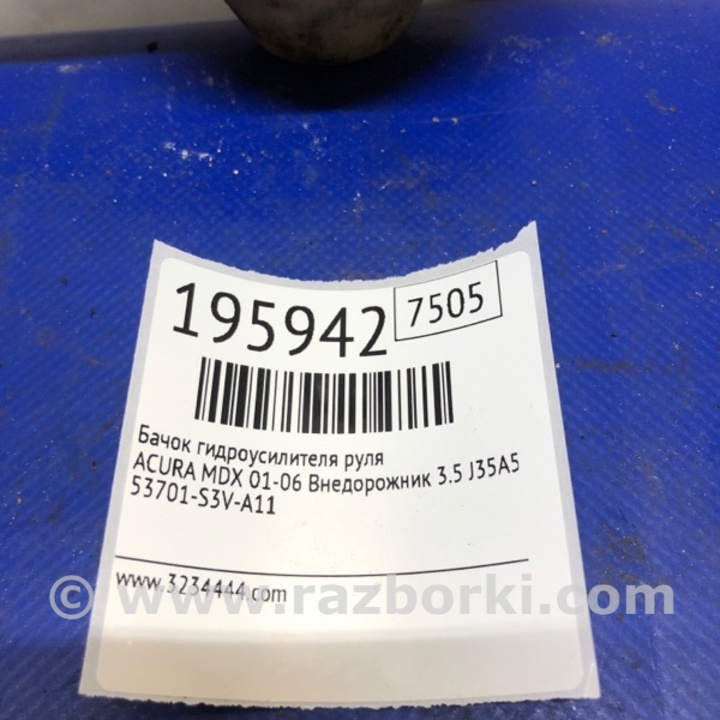 195942 7505
Бачок гидроусилителя руля
ACURA MDX 01-06 Внедорожник 3.5 J35A5
53701-S3V-A11
www.3234444.com
© www.razborki.com